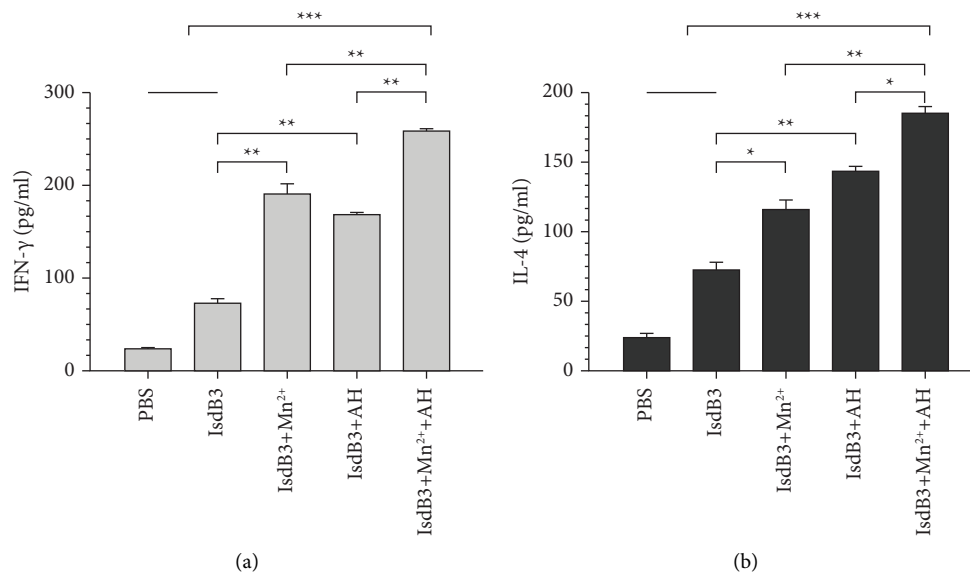 ***
**
**
**
**
300
200
100
0
IFN-γ (pg/ml)
PBS
IsdB3
IsdB3+Mn²⁺
IsdB3+AH
IsdB3+Mn²⁺+AH
(a)
***
**
*
**
*
200
150
100
50
0
IL-4 (pg/ml)
PBS
IsdB3
IsdB3+Mn²⁺
IsdB3+AH
IsdB3+Mn²⁺+AH
(b)